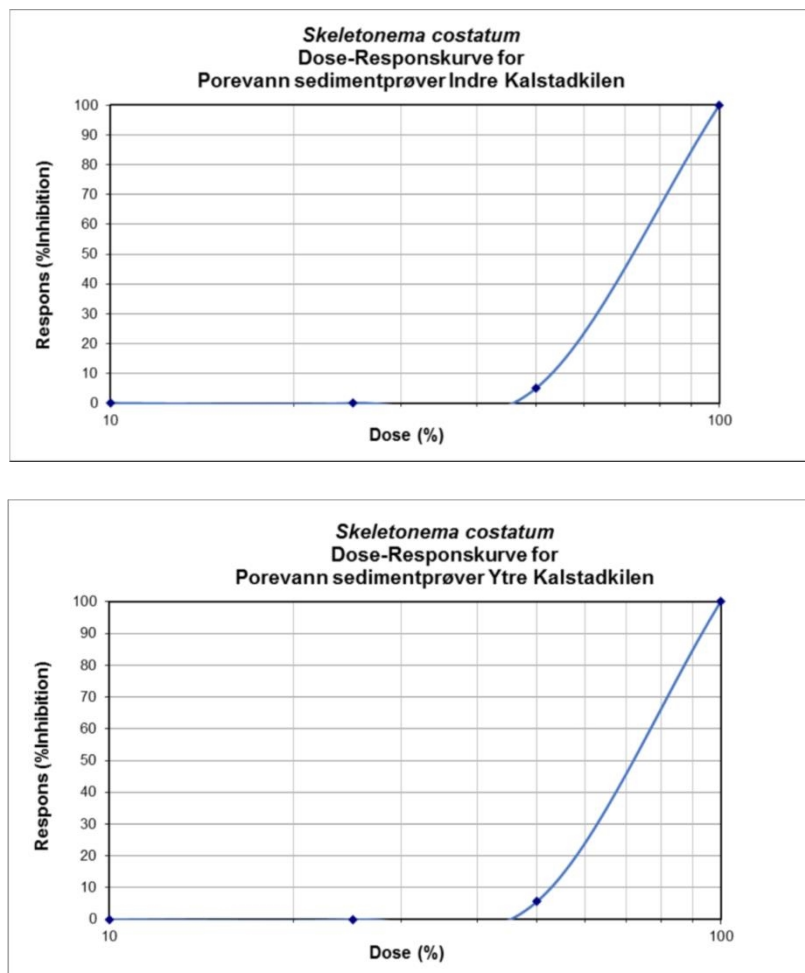 Skeletonema costatum
Dose-Responskurve for
Porevann sedimentprøver Indre Kalstadkilen
Respons (%Inhibition)
100
90
80
70
60
50
40
30
20
10
0
10
100
Dose (%)
Skeletonema costatum
Dose-Responskurve for
Porevann sedimentprøver Ytre Kalstadkilen
Respons (%Inhibition)
100
90
80
70
60
50
40
30
20
10
0
10
100
Dose (%)